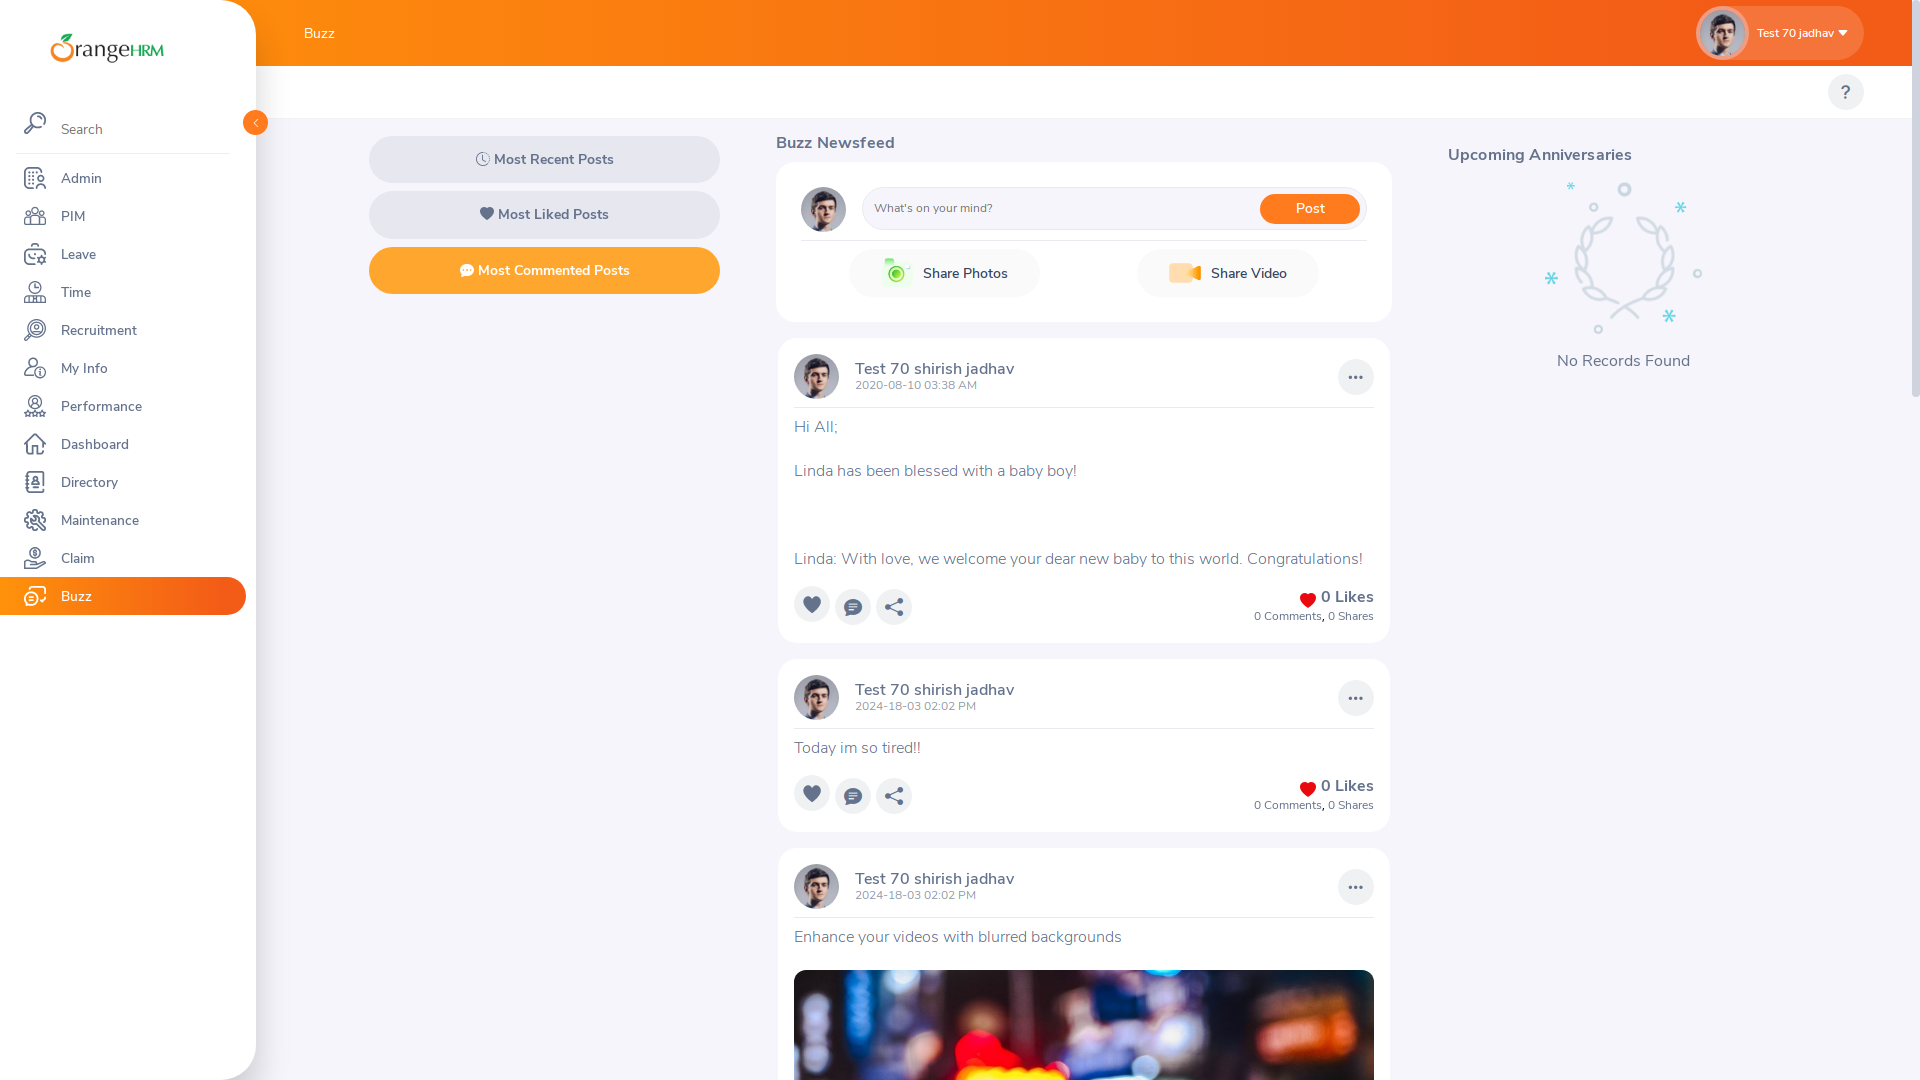 OrangeHRM
Search
Admin
PIM
Leave
Time
Recruitment
My Info
Performance
Dashboard
Directory
Maintenance
Claim
Buzz
Buzz
Test 70 jadhav
?
Most Recent Posts
Most Liked Posts
Most Commented Posts
Buzz Newsfeed
What's on your mind?
Post
Share Photos
Share Video
Test 70 shirish jadhav
2020-08-10 03:38 AM
Hi All;
Linda has been blessed with a baby boy!
Linda: With love, we welcome your dear new baby to this world. Congratulations!
0 Likes
0 Comments, 0 Shares
Test 70 shirish jadhav
2024-18-03 02:02 PM
Today im so tired!!
0 Likes
0 Comments, 0 Shares
Test 70 shirish jadhav
2024-18-03 02:02 PM
Enhance your videos with blurred backgrounds
Upcoming Anniversaries
No Records Found